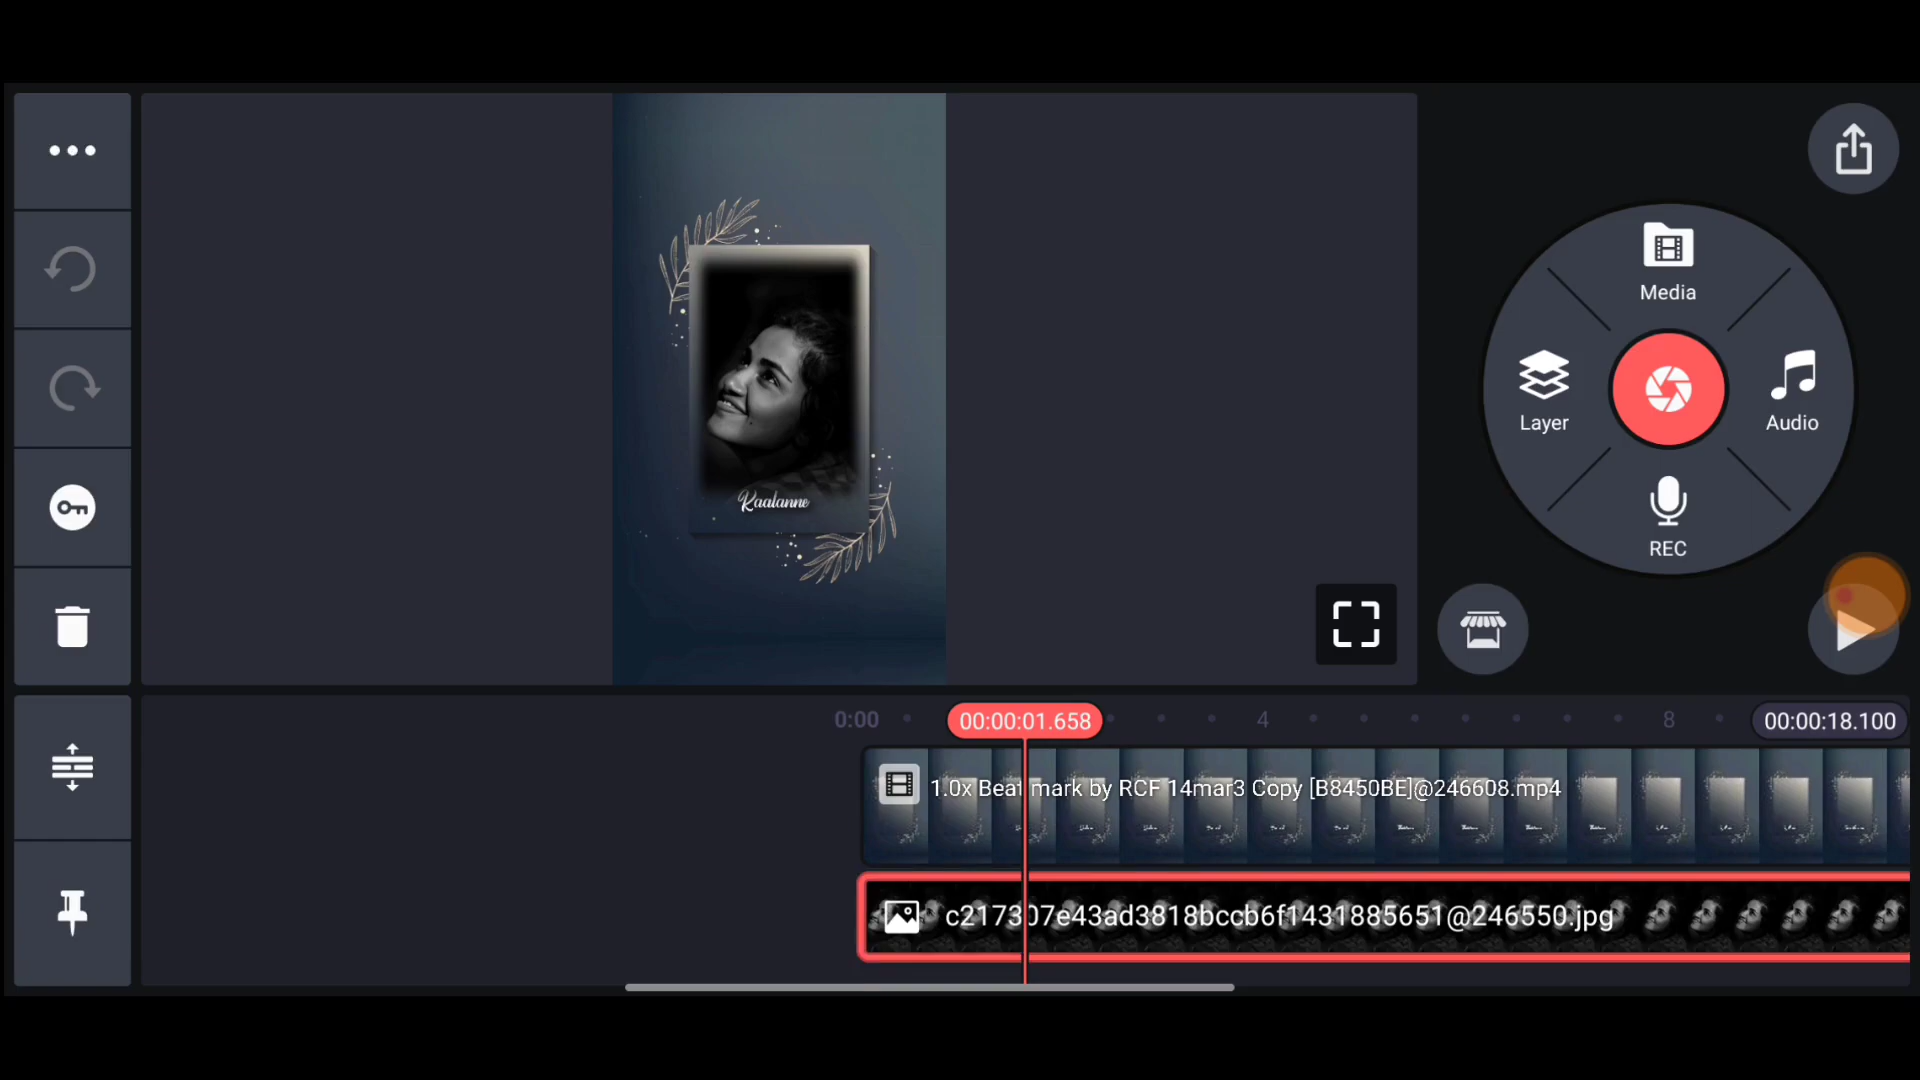 Media
Layer
Audio
REC
Raalanne
0:00
00:00:01.658
4
8
00:00:18.100
1.0x Beat mark by RCF 14mar3 Copy [B8450BE]@246608.mp4
c217307e43ad3818bccb6f1431885651@246550.jpg